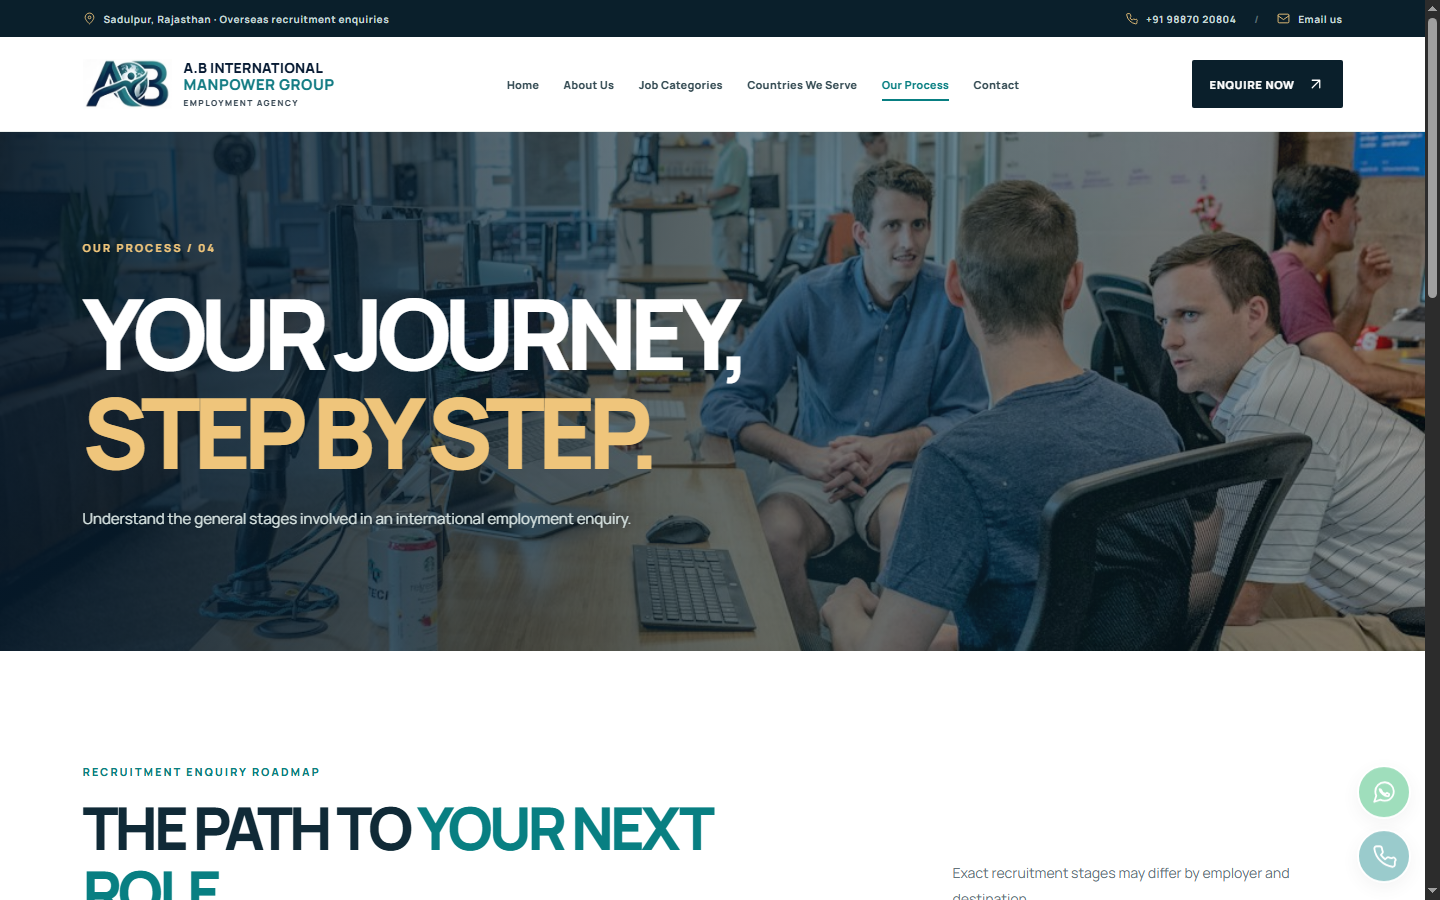 Sadulpur, Rajasthan · Overseas recruitment enquiries
+91 98870 20804 / Email us
AB
A.B INTERNATIONAL
MANPOWER GROUP
EMPLOYMENT AGENCY
Home About Us Job Categories Countries We Serve Our Process Contact
ENQUIRE NOW
OUR PROCESS / 04
YOUR JOURNEY,
STEP BY STEP.
Understand the general stages involved in an international employment enquiry.
RECRUITMENT ENQUIRY ROADMAP
THE PATH TO YOUR NEXT
ROLE
Exact recruitment stages may differ by employer and
destination